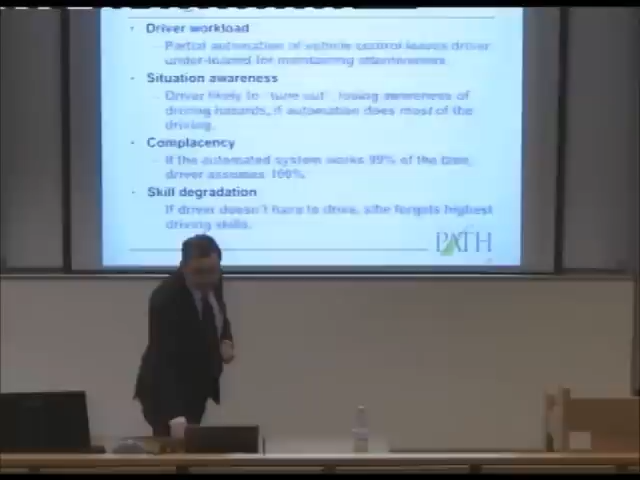 · Driver workload
– Partial automation of vehicle control leaves driver
under-loaded for maintaining attentiveness.
· Situation awareness
– Driver likely to "tune out", losing awareness of
driving hazards, if automation does most of the
driving.
· Complacency
– If the automated system works 99% of the time,
driver assumes 100%.
· Skill degradation
– If driver doesn't have to drive, s/he forgets highest
driving skills.
PATH